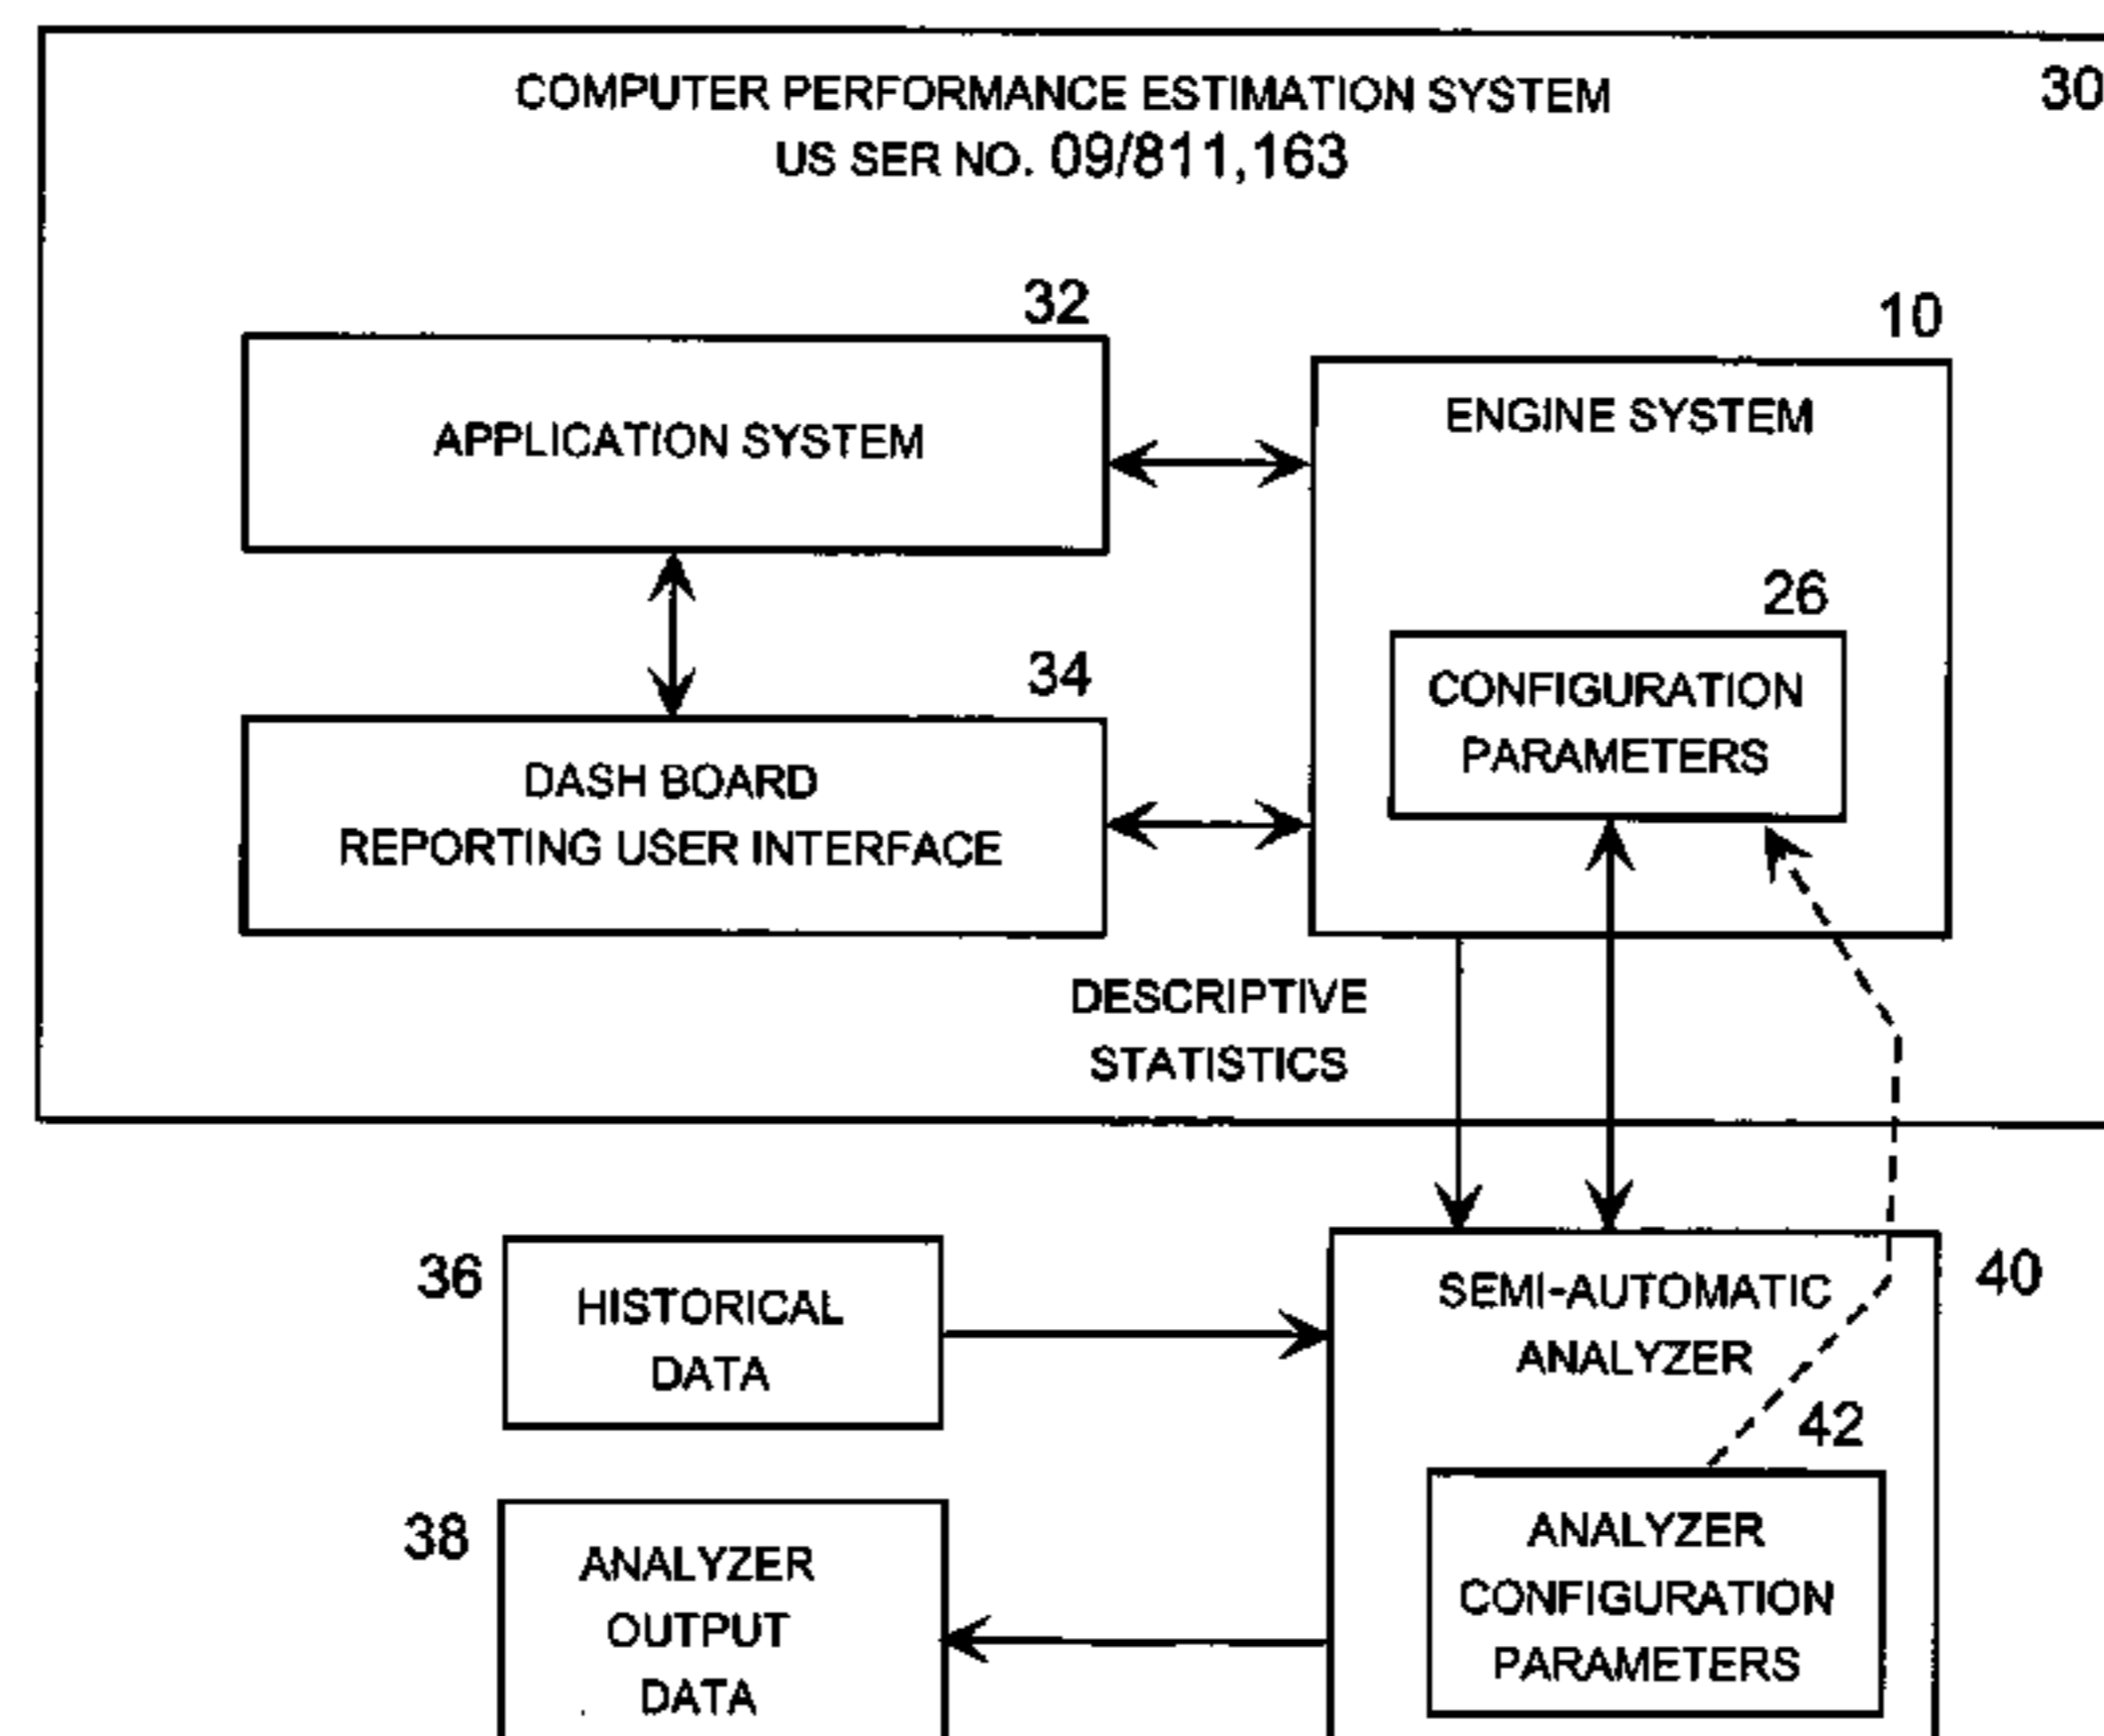 COMPUTER PERFORMANCE ESTIMATION SYSTEM
30
US SER NO. 09/811,163
32
10
APPLICATION SYSTEM
ENGINE SYSTEM
26
CONFIGURATION
PARAMETERS
34
DASH BOARD
REPORTING USER INTERFACE
DESCRIPTIVE
STATISTICS
36
HISTORICAL
DATA
SEMI-AUTOMATIC
ANALYZER
40
42
38
ANALYZER
OUTPUT
DATA
ANALYZER
CONFIGURATION
PARAMETERS